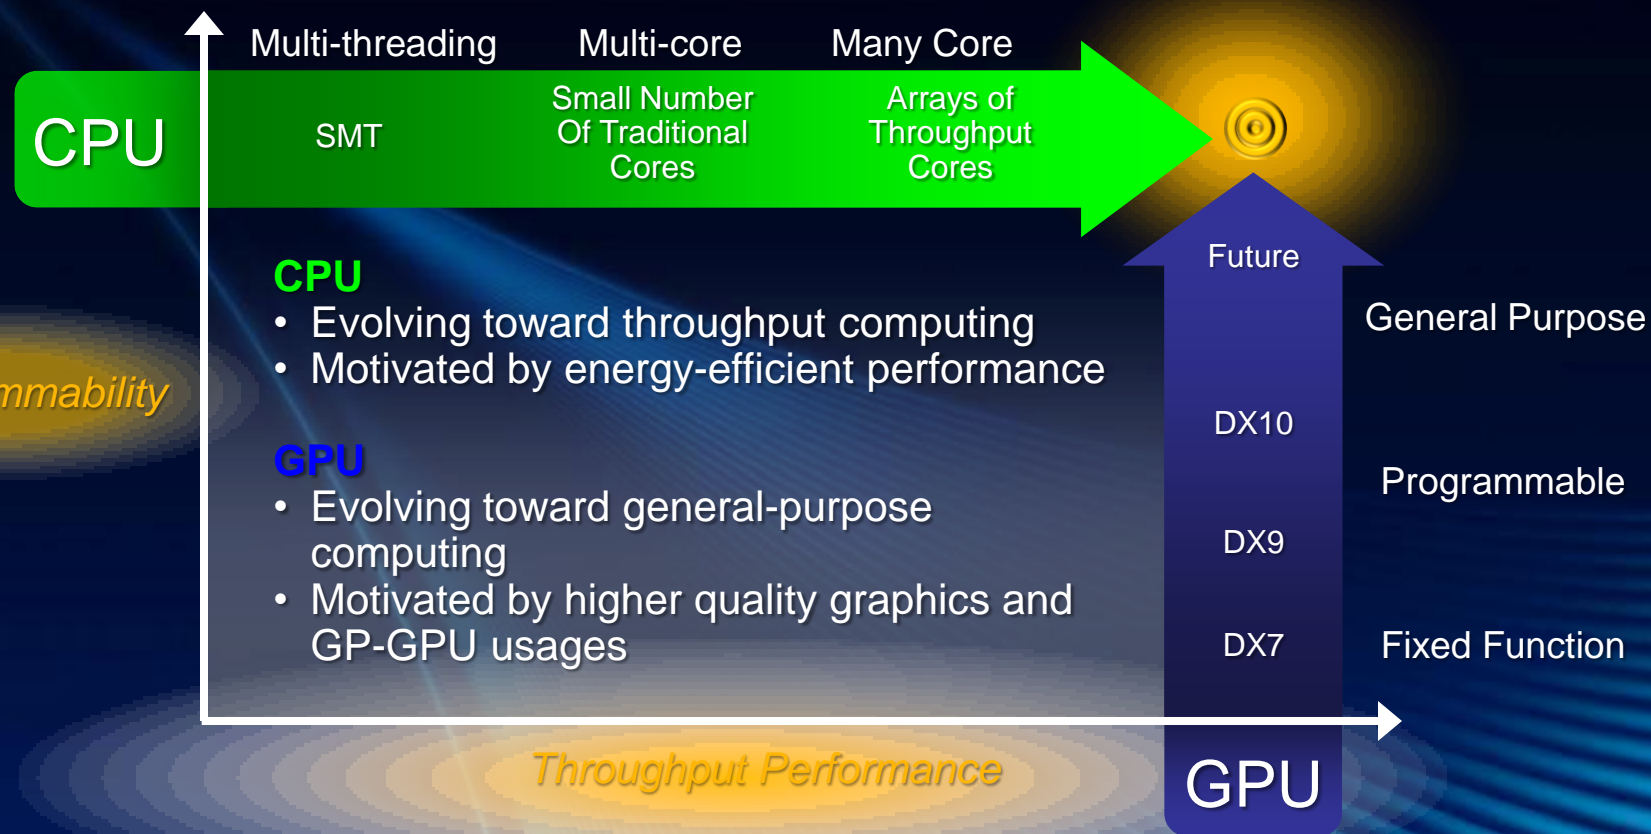 Multi-threading
Multi-core
Many Core
CPU
SMT
Small Number
Of Traditional
Cores
Arrays of
Throughput
Cores
CPU
• Evolving toward throughput computing
• Motivated by energy-efficient performance
GPU
• Evolving toward general-purpose
computing
• Motivated by higher quality graphics and
GP-GPU usages
mmability
Future
DX10
DX9
DX7
General Purpose
Programmable
Fixed Function
Throughput Performance
GPU